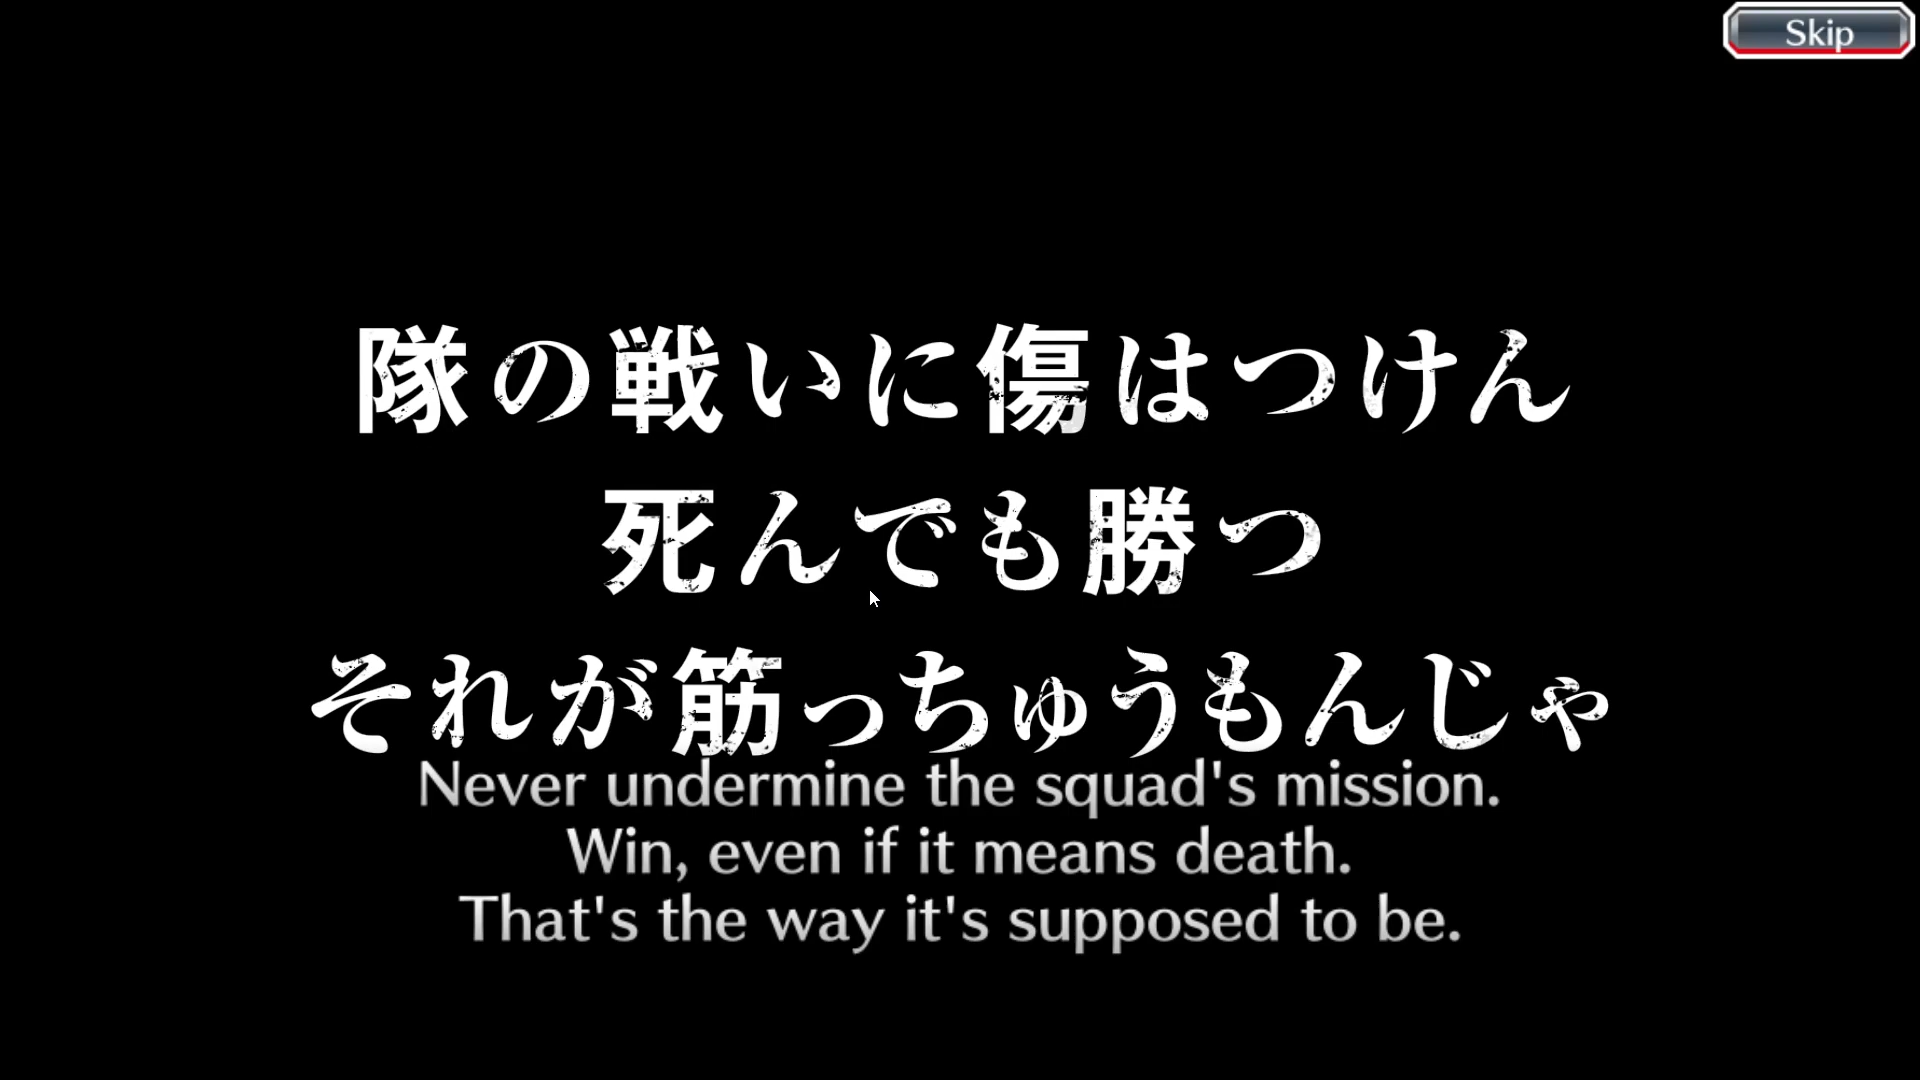 Skip
隊の戦いに傷はつけん
死んでも勝つ
それが筋っちゅうもんじゃ
Never undermine the squad's mission.
Win, even if it means death.
That's the way it's supposed to be.